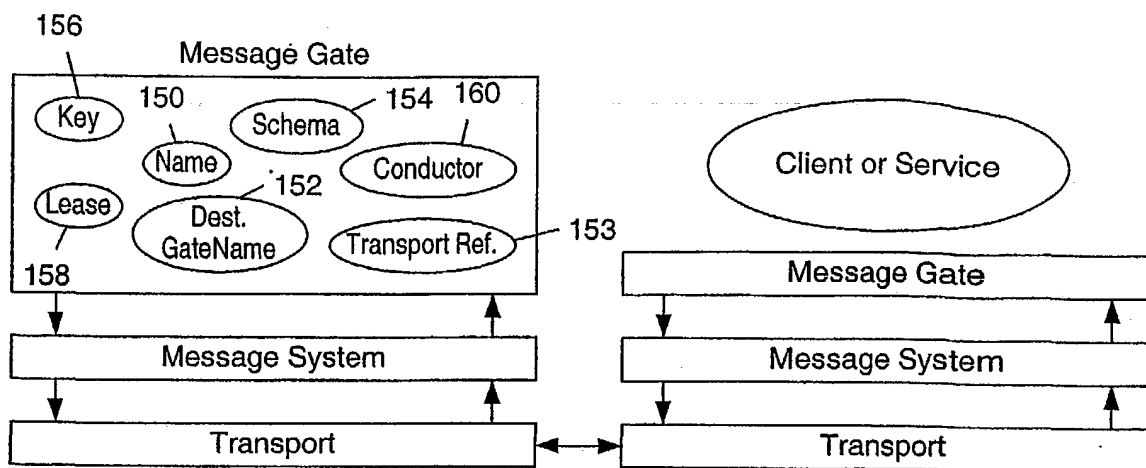 156
Message Gate
150
154
160
Key
Schema
Name
Conductor
152
Lease
Dest.
GateName
Transport Ref.
153
158
Client or Service
Message Gate
Message System
Message System
Transport
Transport